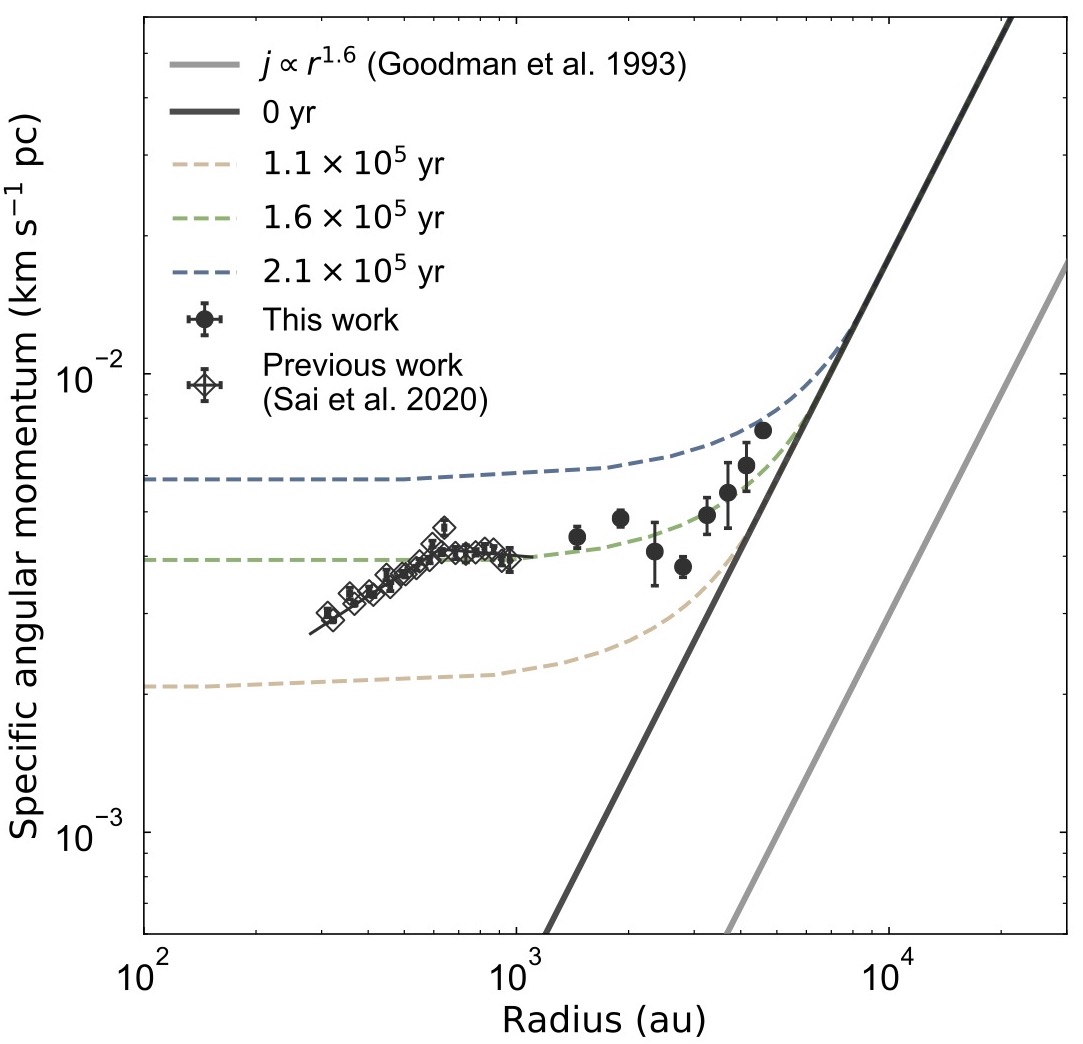 j ∝ r^1.6 (Goodman et al. 1993)
0 yr
1.1 × 10^5 yr
1.6 × 10^5 yr
2.1 × 10^5 yr
This work
Previous work
(Sai et al. 2020)
Specific angular momentum (km s^−1 pc)
10^−2
10^−3
10^2
10^3
10^4
Radius (au)